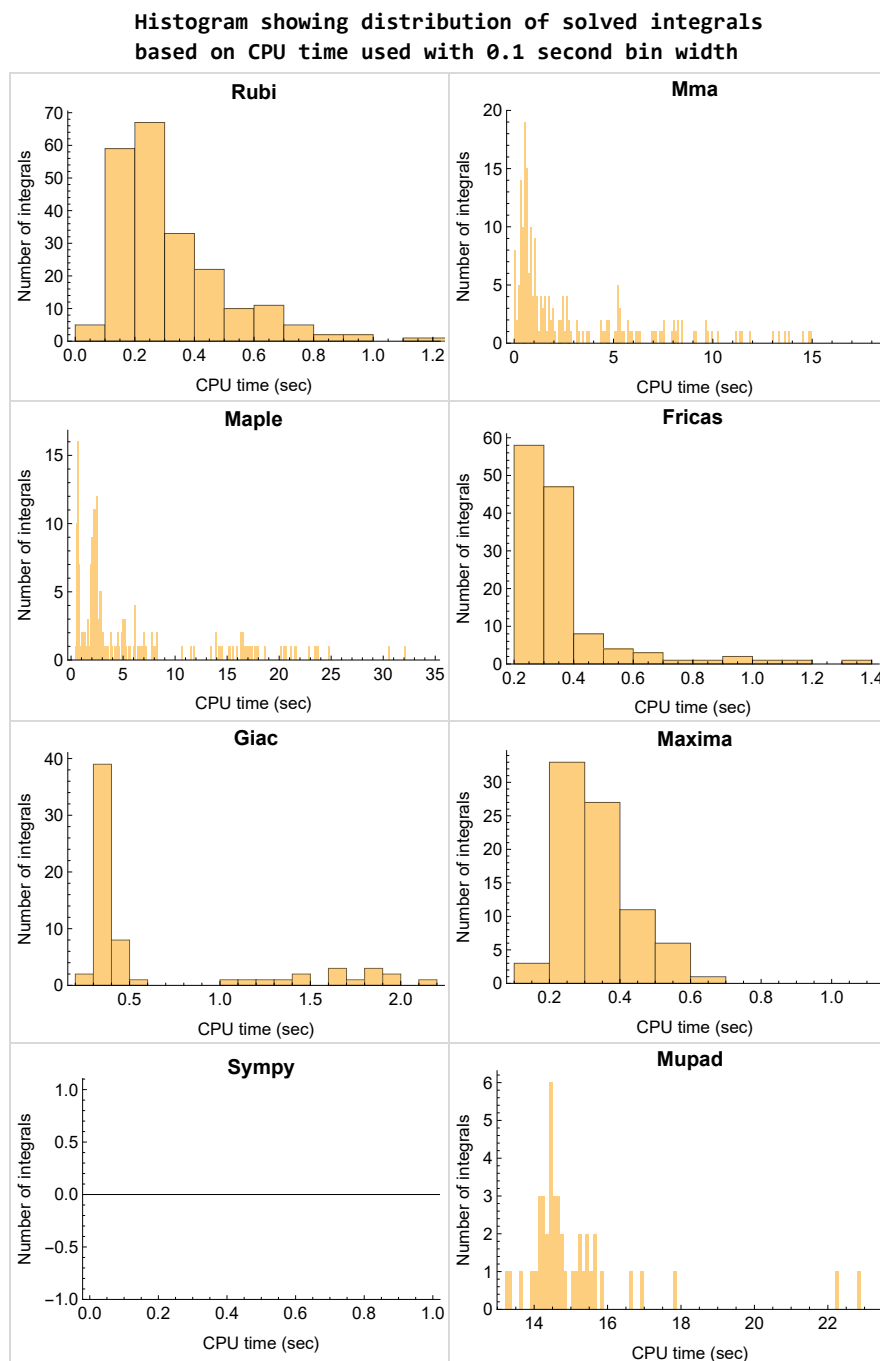 Histogram showing distribution of solved integrals
based on CPU time used with 0.1 second bin width
Rubi
Number of integrals
70
60
50
40
30
20
10
0
0.0 0.2 0.4 0.6 0.8 1.0 1.2
CPU time (sec)
Mma
Number of integrals
20
15
10
5
0
0 5 10 15
CPU time (sec)
Maple
Number of integrals
15
10
5
0
0 5 10 15 20 25 30 35
CPU time (sec)
Fricas
Number of integrals
60
50
40
30
20
10
0
0.2 0.4 0.6 0.8 1.0 1.2 1.4
CPU time (sec)
Giac
Number of integrals
40
30
20
10
0
0.5 1.0 1.5 2.0
CPU time (sec)
Maxima
Number of integrals
30
25
20
15
10
5
0
0.2 0.4 0.6 0.8 1.0
CPU time (sec)
Sympy
Number of integrals
1.0
0.5
0.0
−0.5
−1.0
0.0 0.2 0.4 0.6 0.8 1.0
CPU time (sec)
Mupad
Number of integrals
6
5
4
3
2
1
0
14 16 18 20 22
CPU time (sec)